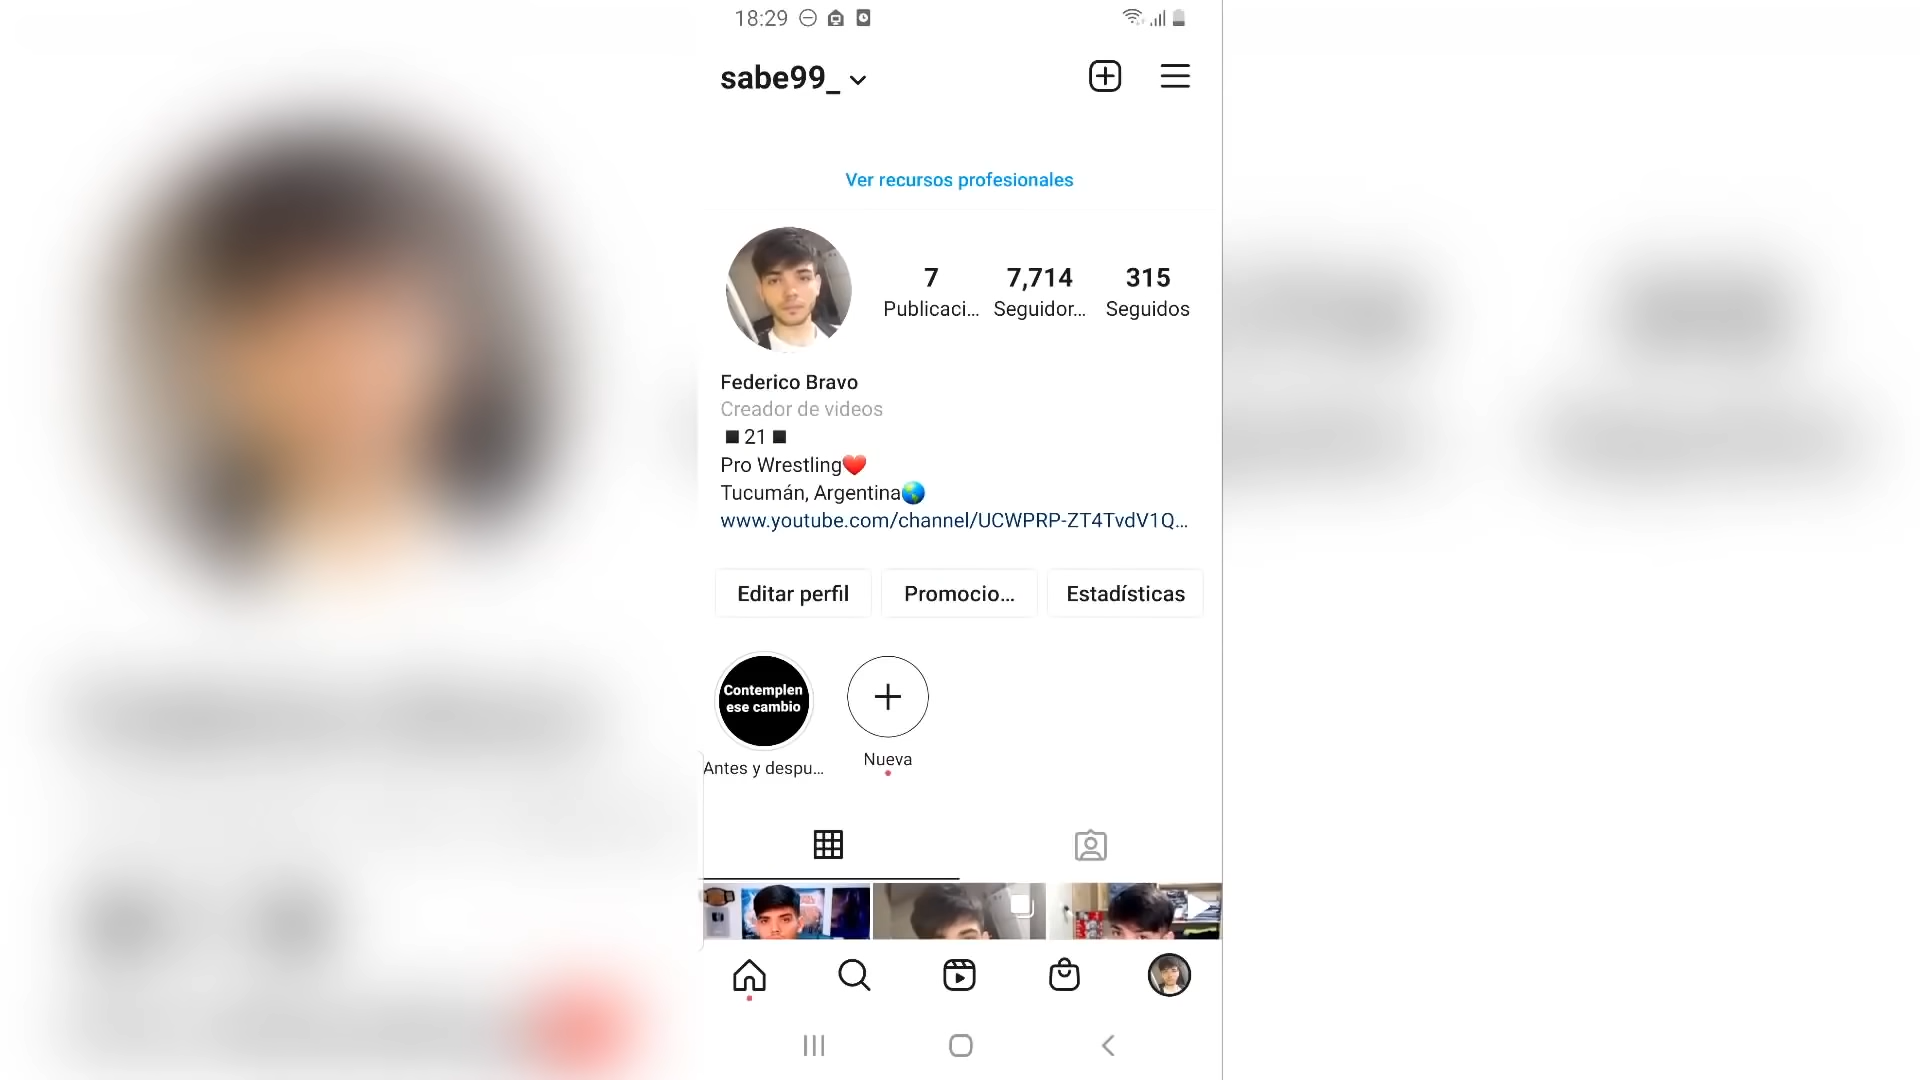 18:29
sabe99_
Ver recursos profesionales
7
Publicaci...
7,714
Seguidor...
315
Seguidos
Federico Bravo
Creador de videos
◾21◾
Pro Wrestling❤️
Tucumán, Argentina🌎
www.youtube.com/channel/UCWPRP-ZT4TvdV1Q...
Editar perfil
Promocio...
Estadísticas
Contemplen
ese cambio
Antes y despu...
Nueva